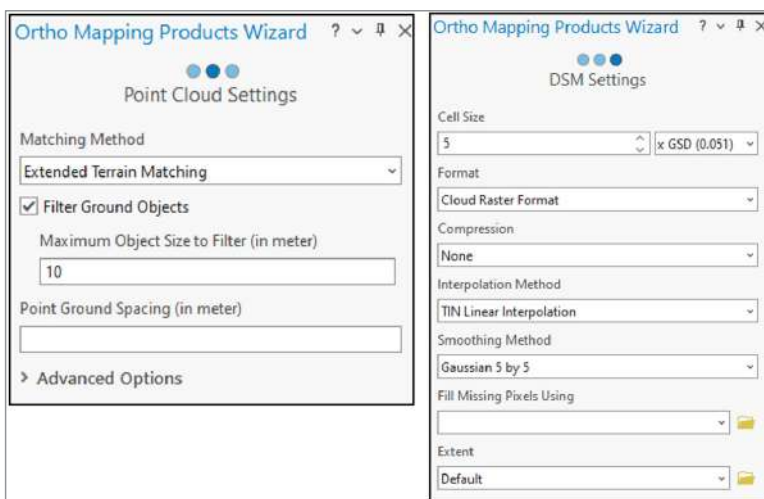 Ortho Mapping Products Wizard ?
Point Cloud Settings
Matching Method
Extended Terrain Matching
Filter Ground Objects
Maximum Object Size to Filter (in meter)
10
Point Ground Spacing (in meter)
Advanced Options
Ortho Mapping Products Wizard ?
DSM Settings
Cell Size
5 x GSD (0.051)
Format
Cloud Raster Format
Compression
None
Interpolation Method
TIN Linear Interpolation
Smoothing Method
Gaussian 5 by 5
Fill Missing Pixels Using
Extent
Default